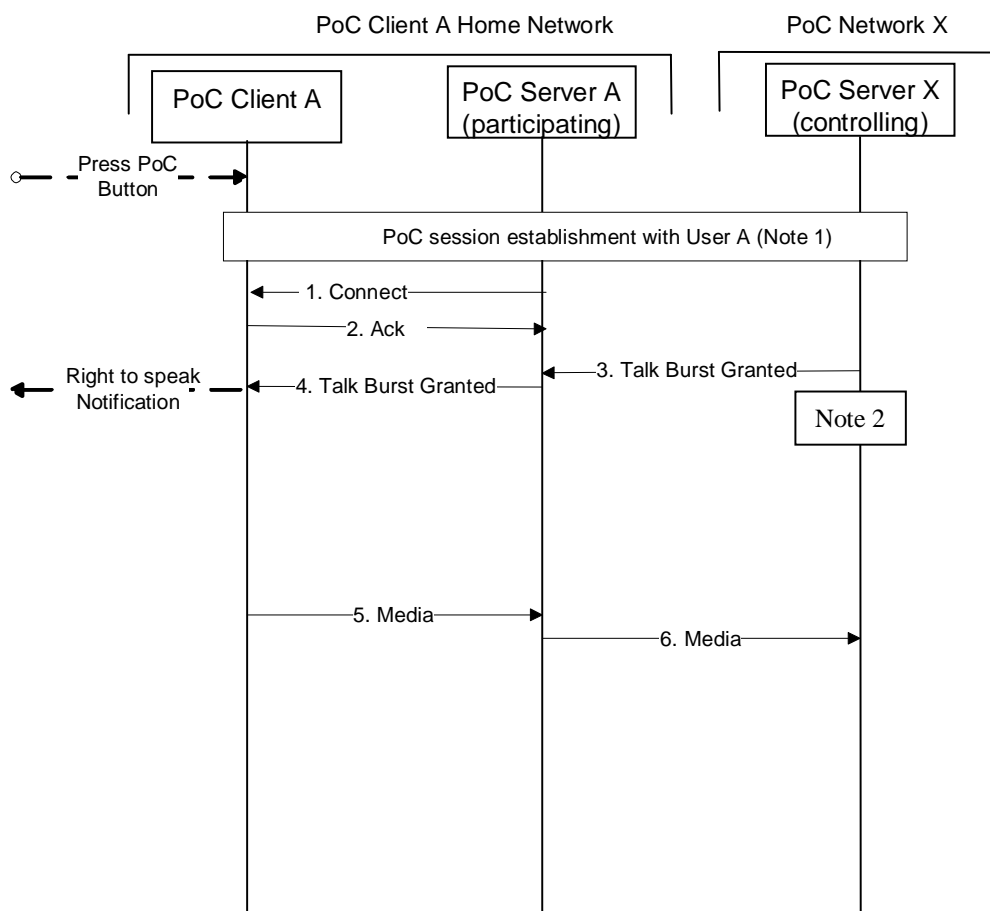 PoC Client A Home Network
PoC Network X
PoC Client A
PoC Server A
(participating)
PoC Server X
(controlling)
Press PoC
Button
PoC session establishment with User A (Note 1)
1. Connect
2. Ack
3. Talk Burst Granted
Right to speak
Notification
4. Talk Burst Granted
Note 2
5. Media
6. Media